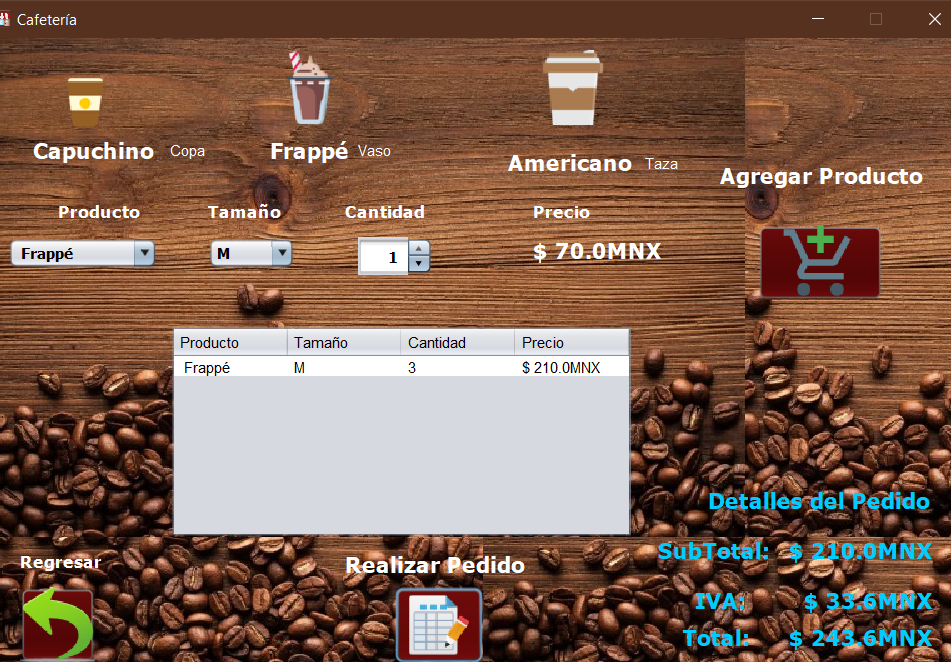 Cafetería
Capuchino Copa
Frappé Vaso
Americano Taza
Agregar Producto
Producto Tamaño Cantidad Precio
Frappé M 1 $ 70.0MNX
Producto Tamaño Cantidad Precio
Frappé M 3 $ 210.0MNX
Detalles del Pedido
SubTotal: $ 210.0MNX
IVA: $ 33.6MNX
Total: $ 243.6MNX
Regresar
Realizar Pedido